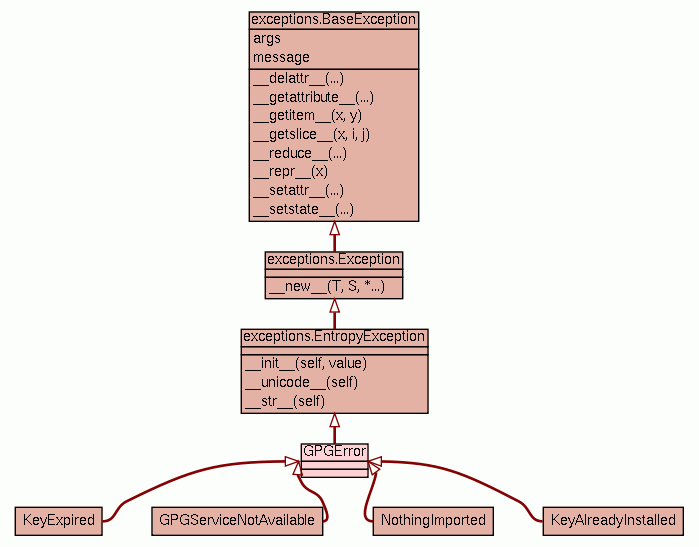 exceptions.BaseException
args
message
__delattr__(...)
__getattribute__(...)
__getitem__(x, y)
__getslice__(x, i, j)
__reduce__(...)
__repr__(x)
__setattr__(...)
__setstate__(...)
exceptions.Exception
__new__(T, S, *...)
exceptions.EntropyException
__init__(self, value)
__unicode__(self)
__str__(self)
GPGError
KeyExpired
GPGServiceNotAvailable
NothingImported
KeyAlreadyInstalled